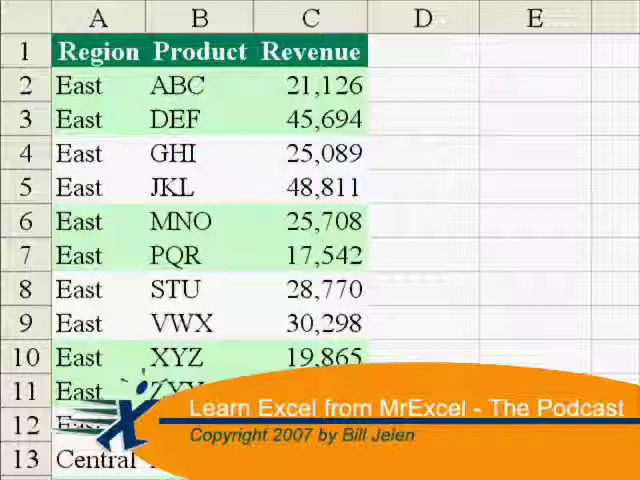 A B C D E
1 Region Product Revenue
2 East ABC 21,126
3 East DEF 45,694
4 East GHI 25,089
5 East JKL 48,811
6 East MNO 25,708
7 East PQR 17,542
8 East STU 28,770
9 East VWX 30,298
10 East XYZ 19,865
11 East
12
13 Central
Learn Excel from MrExcel - The Podcast
Copyright 2007 by Bill Jelen